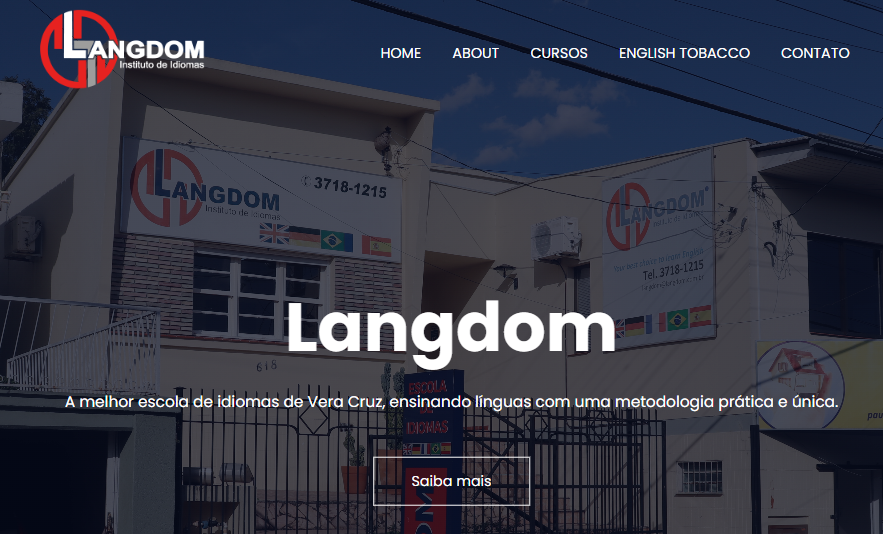 LANGDOM
Instituto de Idiomas
HOME ABOUT CURSOS ENGLISH TOBACCO CONTATO
LANGDOM
Instituto de Idiomas
3718-1215
LANGDOM
Tel. 3718-1215
Langdom
618
ESCOLA
DE
IDIOMAS
A melhor escola de idiomas de Vera Cruz, ensinando línguas com uma metodologia prática e única.
Saiba mais